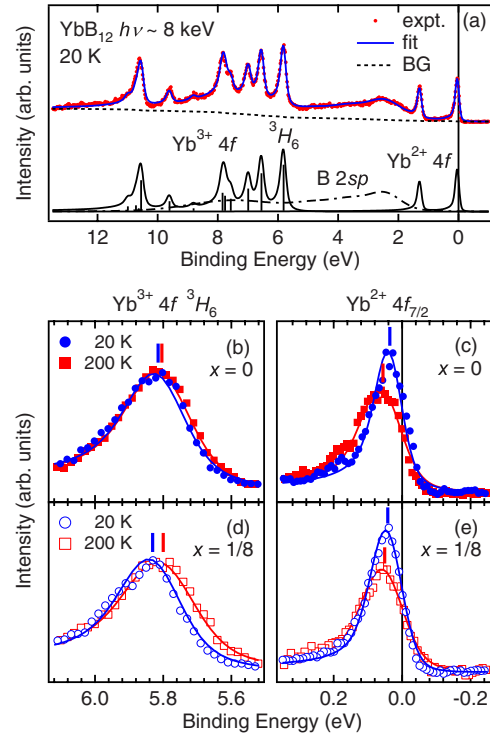 YbB₁₂ hν ~ 8 keV
20 K
expt. (a)
fit
BG
Yb³⁺ 4f
³H₆
B 2sp
Yb²⁺ 4f
Intensity (arb. units)
12 10 8 6 4 2 0
Binding Energy (eV)
Yb³⁺ 4f ³H₆
Yb²⁺ 4f₇/₂
20 K (b)
200 K
x = 0
(c)
x = 0
20 K (d)
200 K
x = 1/8
(e)
x = 1/8
Intensity (arb. units)
6.0 5.8 5.6
0.2 0.0 -0.2
Binding Energy (eV)